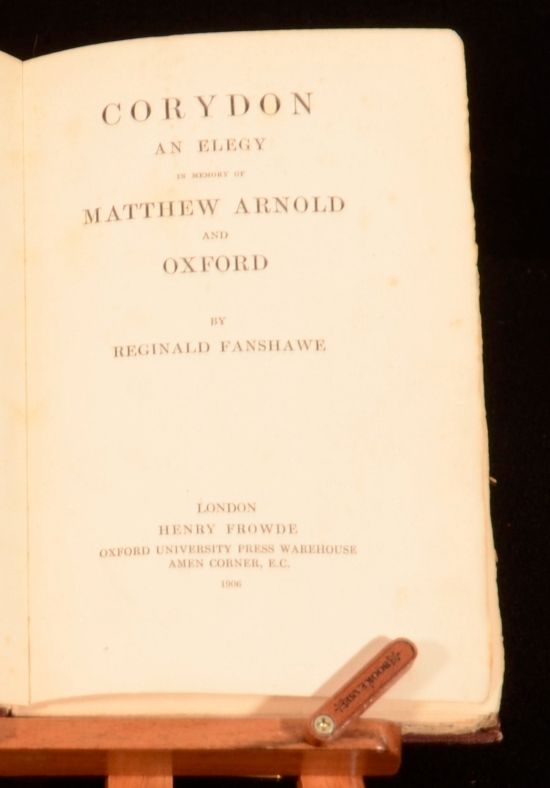 CORYDON
AN ELEGY
IN MEMORY OF
MATTHEW ARNOLD
AND
OXFORD
BY
REGINALD FANSHAWE
LONDON
HENRY FROWDE
OXFORD UNIVERSITY PRESS WAREHOUSE
AMEN CORNER, E.C.
1906